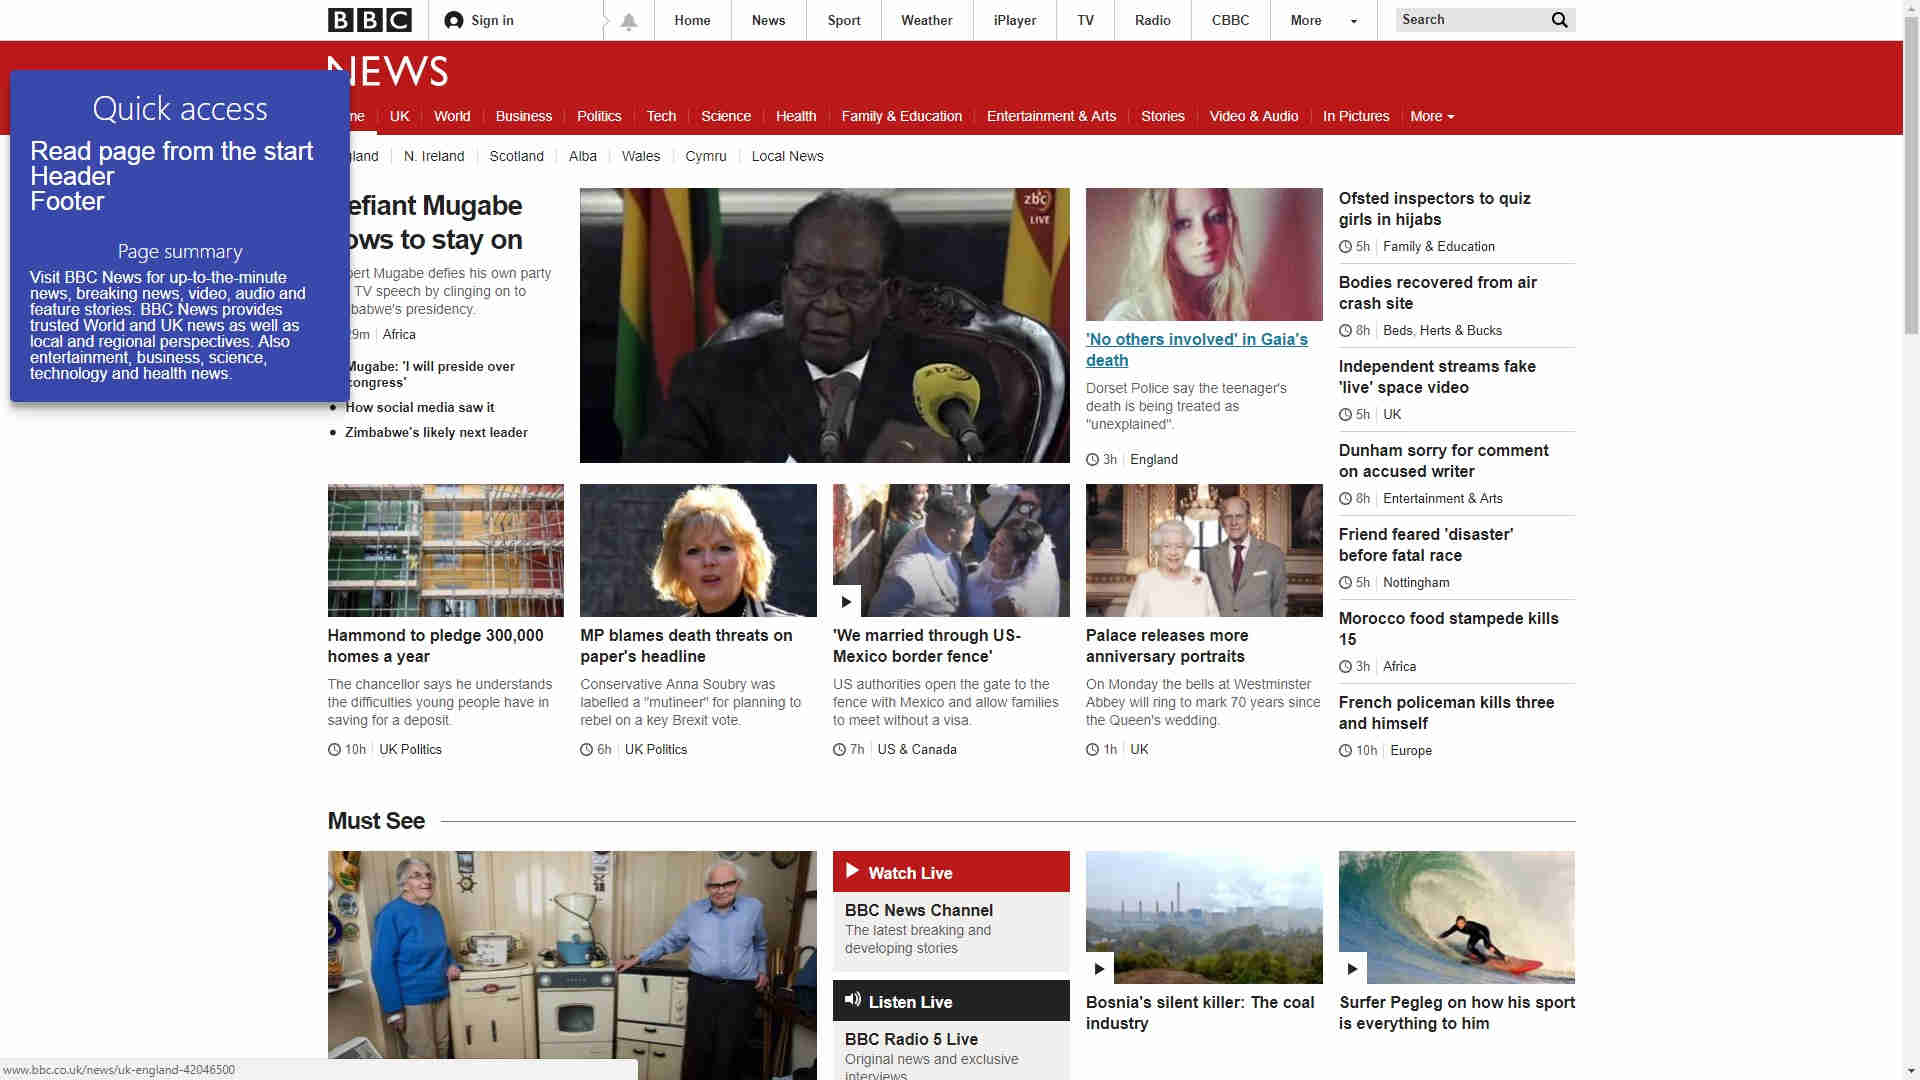 BBC
Sign in
Home
News
Sport
Weather
iPlayer
TV
Radio
CBBC
More
Search
NEWS
me
UK
World
Business
Politics
Tech
Science
Health
Family & Education
Entertainment & Arts
Stories
Video & Audio
In Pictures
More
Quick access
Read page from the start
Header
Footer
Page summary
Visit BBC News for up-to-the-minute
news, breaking news, video, audio and
feature stories. BBC News provides
trusted World and UK news as well as
local and regional perspectives. Also
entertainment, business, science,
technology and health news.
gland
N. Ireland
Scotland
Alba
Wales
Cymru
Local News
efiant Mugabe
ows to stay on
bert Mugabe defies his own party
TV speech by clinging on to
babwe's presidency.
29m
Africa
Mugabe: 'I will preside over
congress'
How social media saw it
Zimbabwe's likely next leader
zbc
LIVE
zbc
'No others involved' in Gaia's
death
Dorset Police say the teenager's
death is being treated as
"unexplained".
3h
England
Ofsted inspectors to quiz
girls in hijabs
5h
Family & Education
Bodies recovered from air
crash site
8h
Beds, Herts & Bucks
Independent streams fake
'live' space video
5h
UK
Dunham sorry for comment
on accused writer
8h
Entertainment & Arts
Friend feared 'disaster'
before fatal race
5h
Nottingham
Morocco food stampede kills
15
3h
Africa
French policeman kills three
and himself
10h
Europe
Hammond to pledge 300,000
homes a year
The chancellor says he understands
the difficulties young people have in
saving for a deposit.
10h
UK Politics
MP blames death threats on
paper's headline
Conservative Anna Soubry was
labelled a "mutineer" for planning to
rebel on a key Brexit vote.
6h
UK Politics
'We married through US-
Mexico border fence'
US authorities open the gate to the
fence with Mexico and allow families
to meet without a visa.
7h
US & Canada
Palace releases more
anniversary portraits
On Monday the bells at Westminster
Abbey will ring to mark 70 years since
the Queen's wedding.
1h
UK
Must See
Watch Live
BBC News Channel
The latest breaking and
developing stories
Listen Live
BBC Radio 5 Live
Original news and exclusive
interviews
Bosnia's silent killer: The coal
industry
Surfer Pegleg on how his sport
is everything to him
www.bbc.co.uk/news/uk-england-42046500